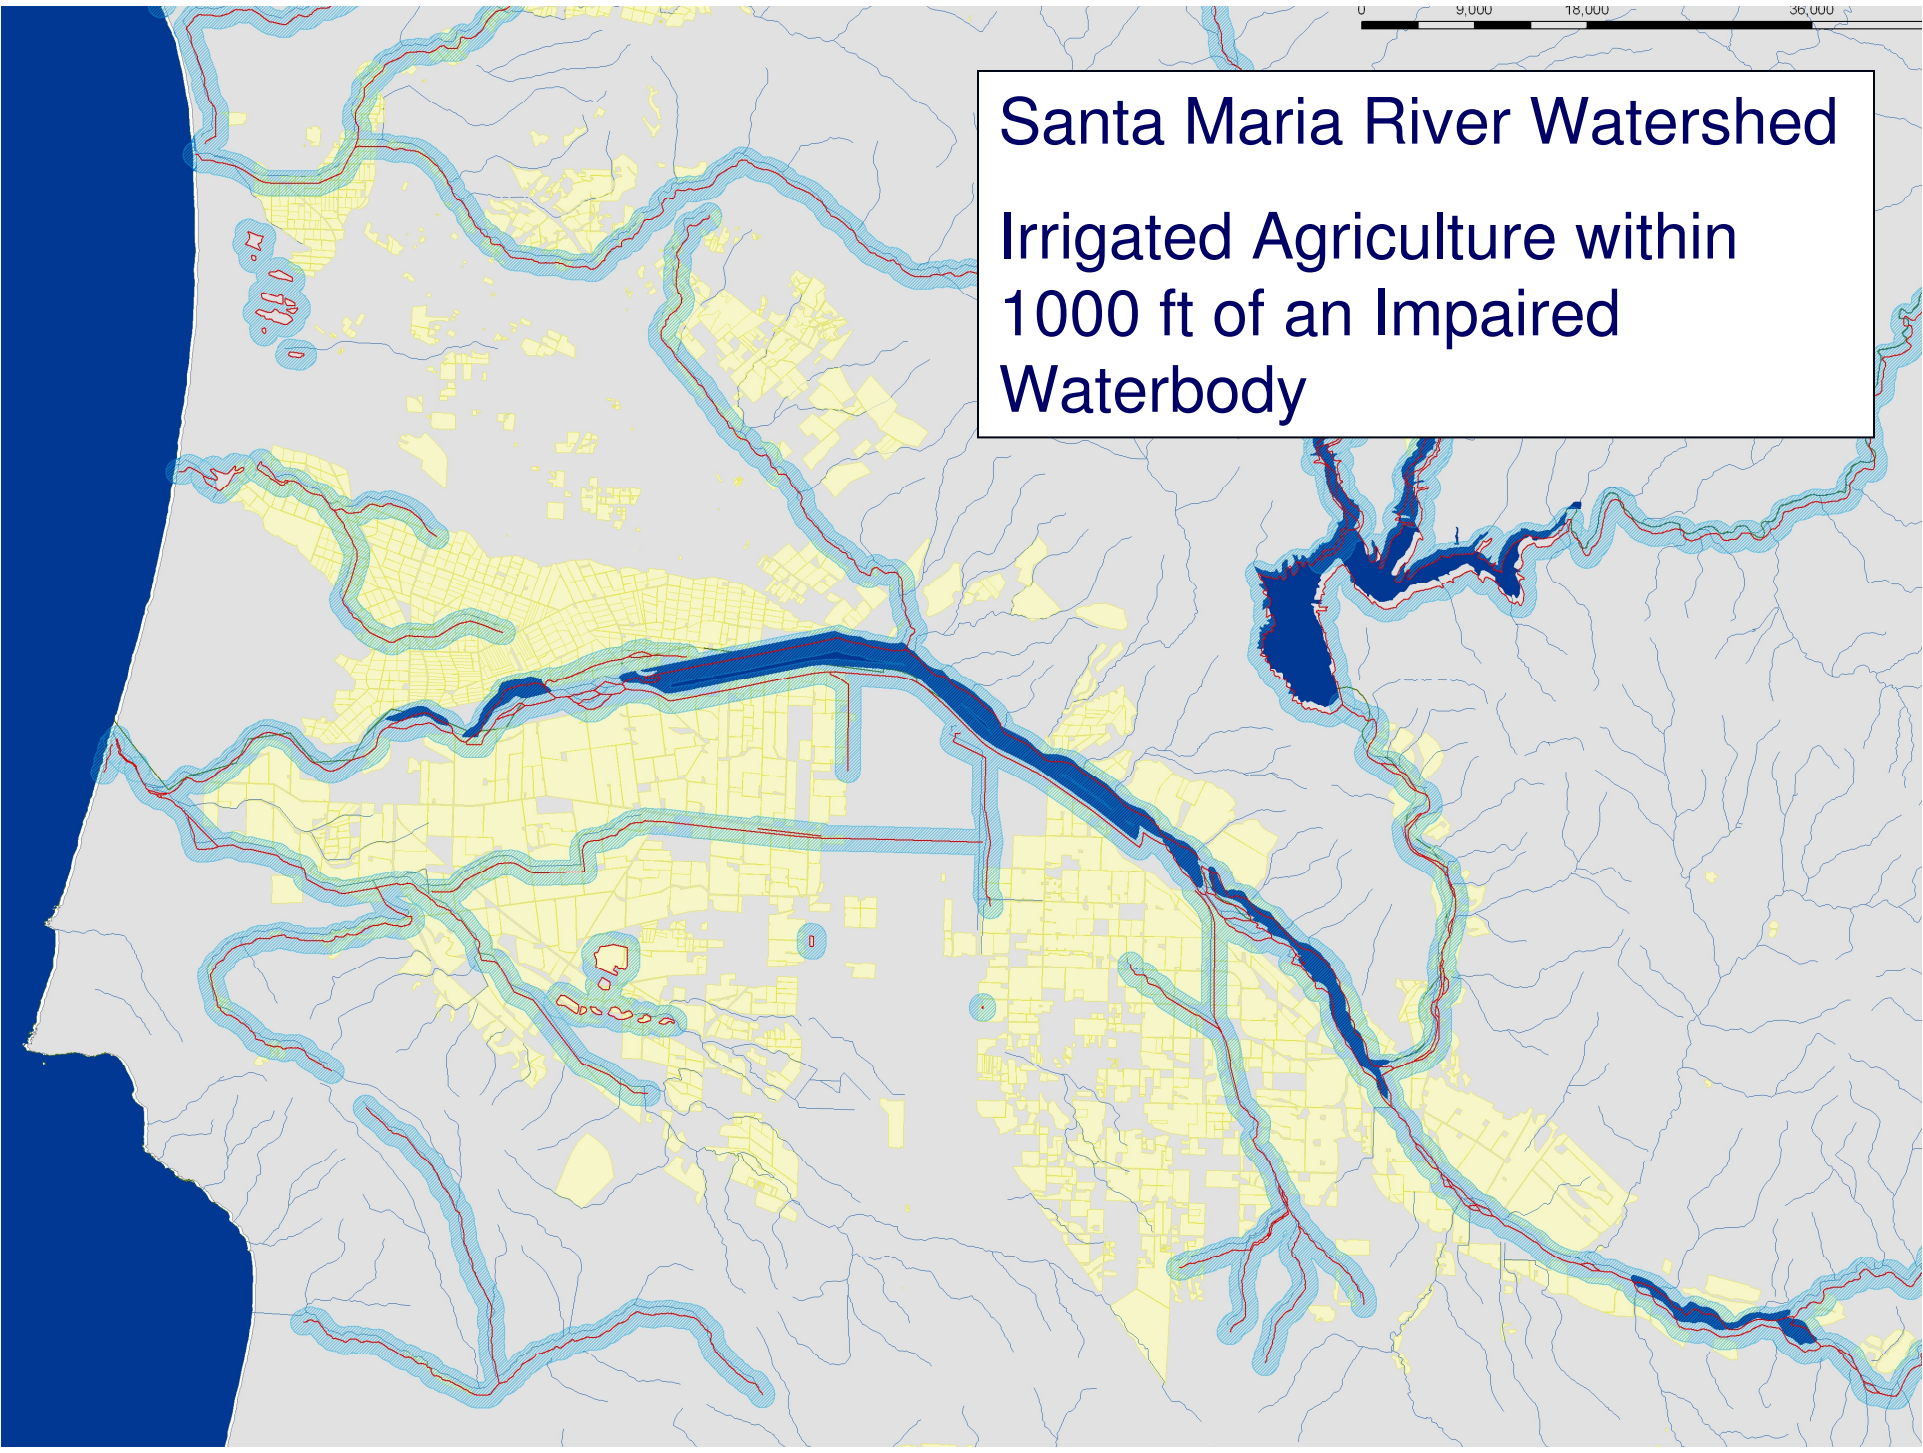 0 9,000 18,000 36,000
Santa Maria River Watershed
Irrigated Agriculture within
1000 ft of an Impaired
Waterbody